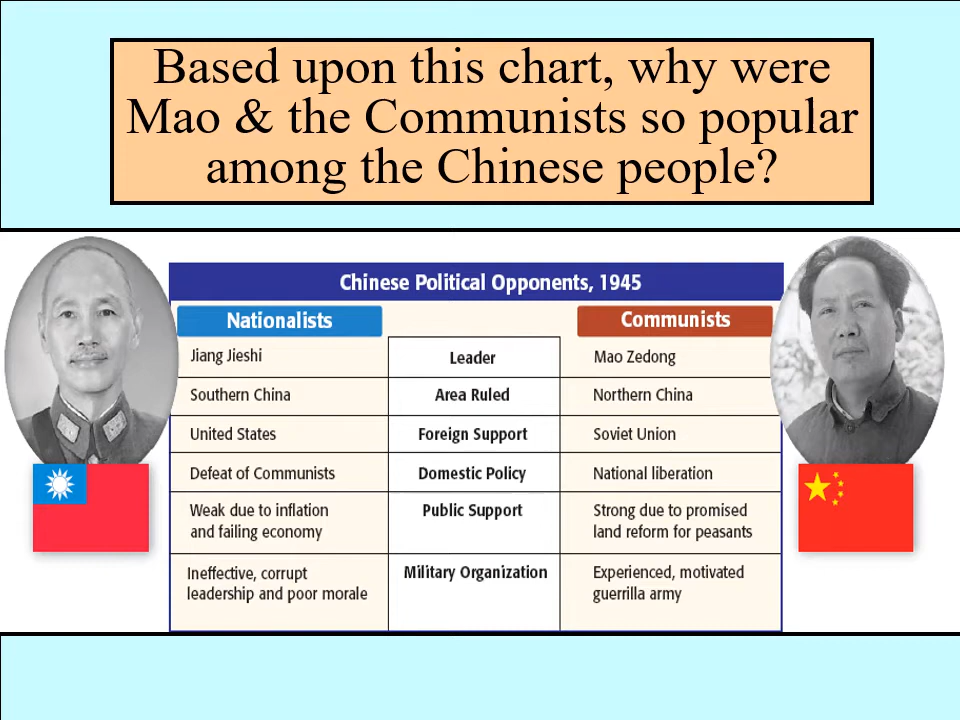 Based upon this chart, why were
Mao & the Communists so popular
among the Chinese people?
Chinese Political Opponents, 1945
Nationalists
Communists
Jiang Jieshi
Leader
Mao Zedong
Southern China
Area Ruled
Northern China
United States
Foreign Support
Soviet Union
Defeat of Communists
Domestic Policy
National liberation
Weak due to inflation
and failing economy
Public Support
Strong due to promised
land reform for peasants
Ineffective, corrupt
leadership and poor morale
Military Organization
Experienced, motivated
guerrilla army